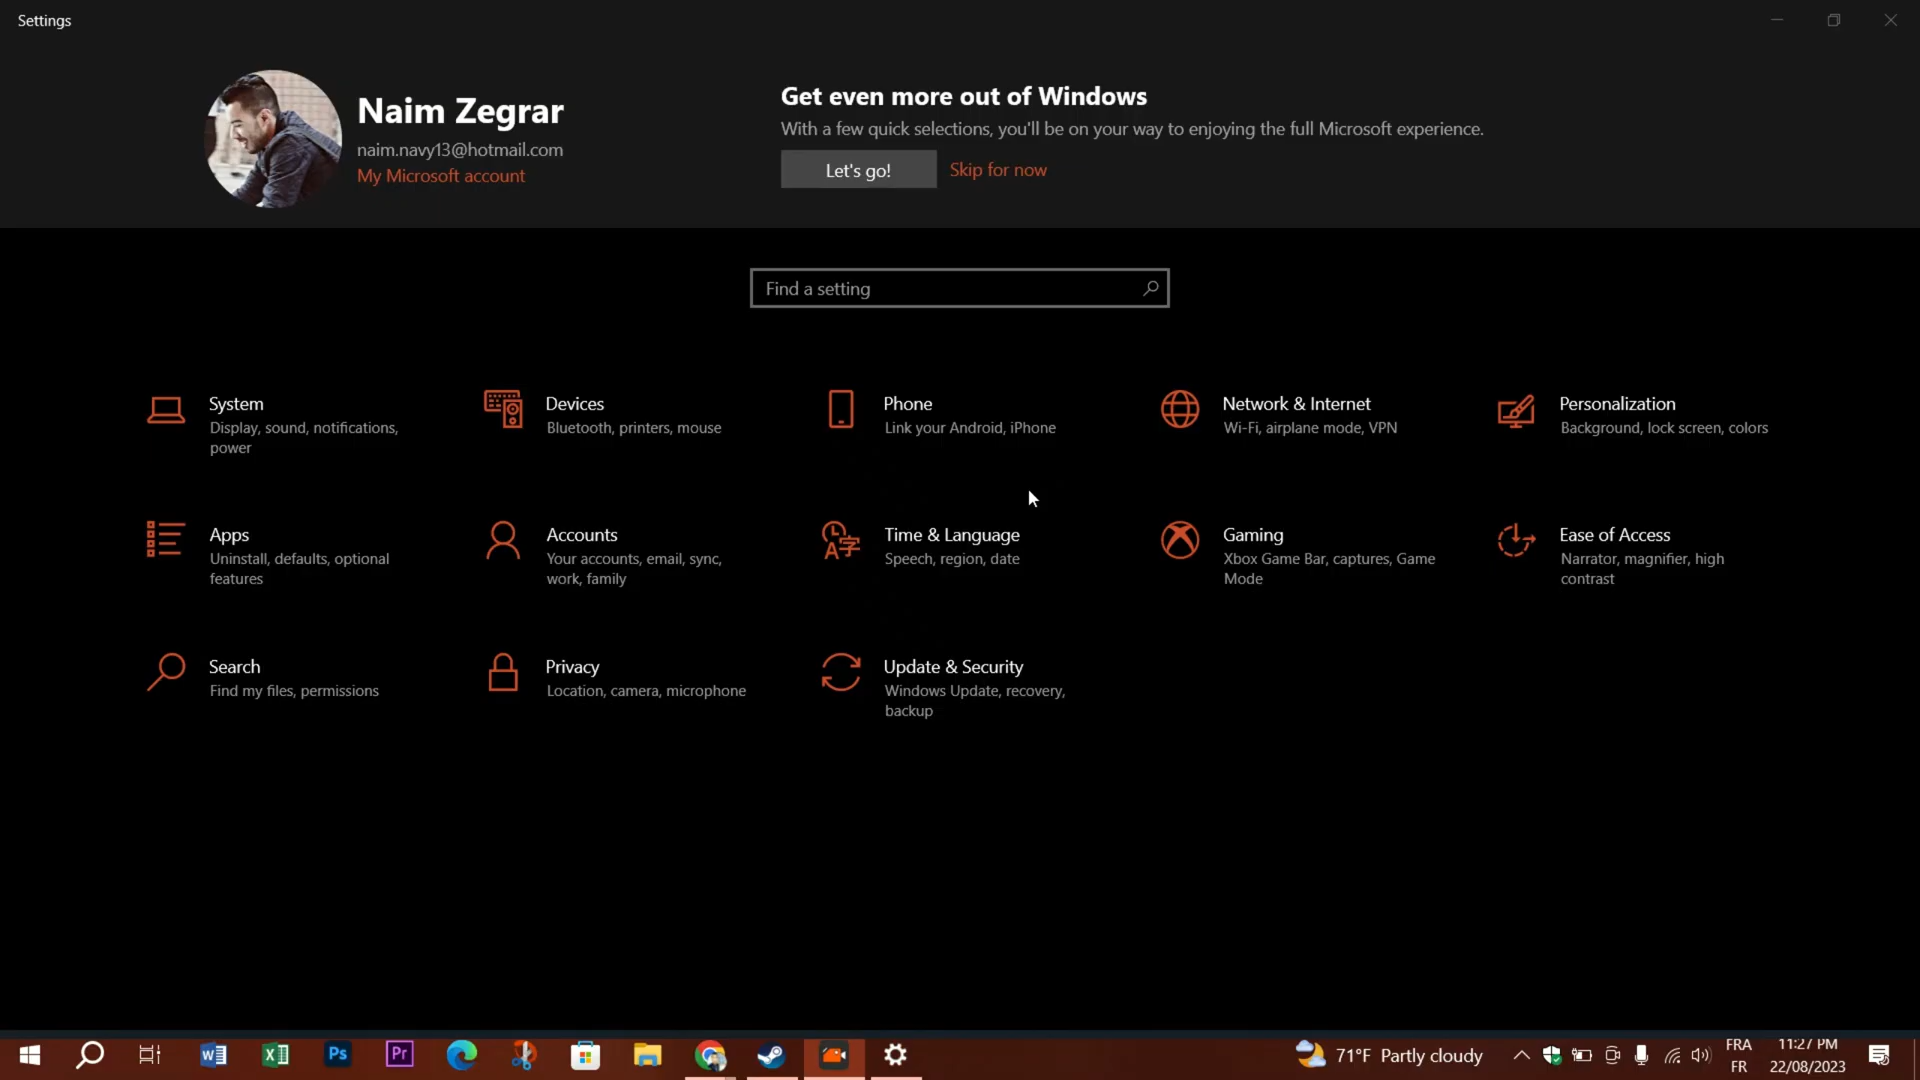 Settings
Naim Zegrar
naim.navy13@hotmail.com
My Microsoft account
Get even more out of Windows
With a few quick selections, you'll be on your way to enjoying the full Microsoft experience.
Let's go!
Skip for now
Find a setting
System
Display, sound, notifications,
power
Devices
Bluetooth, printers, mouse
Phone
Link your Android, iPhone
Network & Internet
Wi-Fi, airplane mode, VPN
Personalization
Background, lock screen, colors
Apps
Uninstall, defaults, optional
features
Accounts
Your accounts, email, sync,
work, family
Time & Language
Speech, region, date
Gaming
Xbox Game Bar, captures, Game
Mode
Ease of Access
Narrator, magnifier, high
contrast
Search
Find my files, permissions
Privacy
Location, camera, microphone
Update & Security
Windows Update, recovery,
backup
Ps
Pr
71°F Partly cloudy
FRA
FR
11:27 PM
22/08/2023